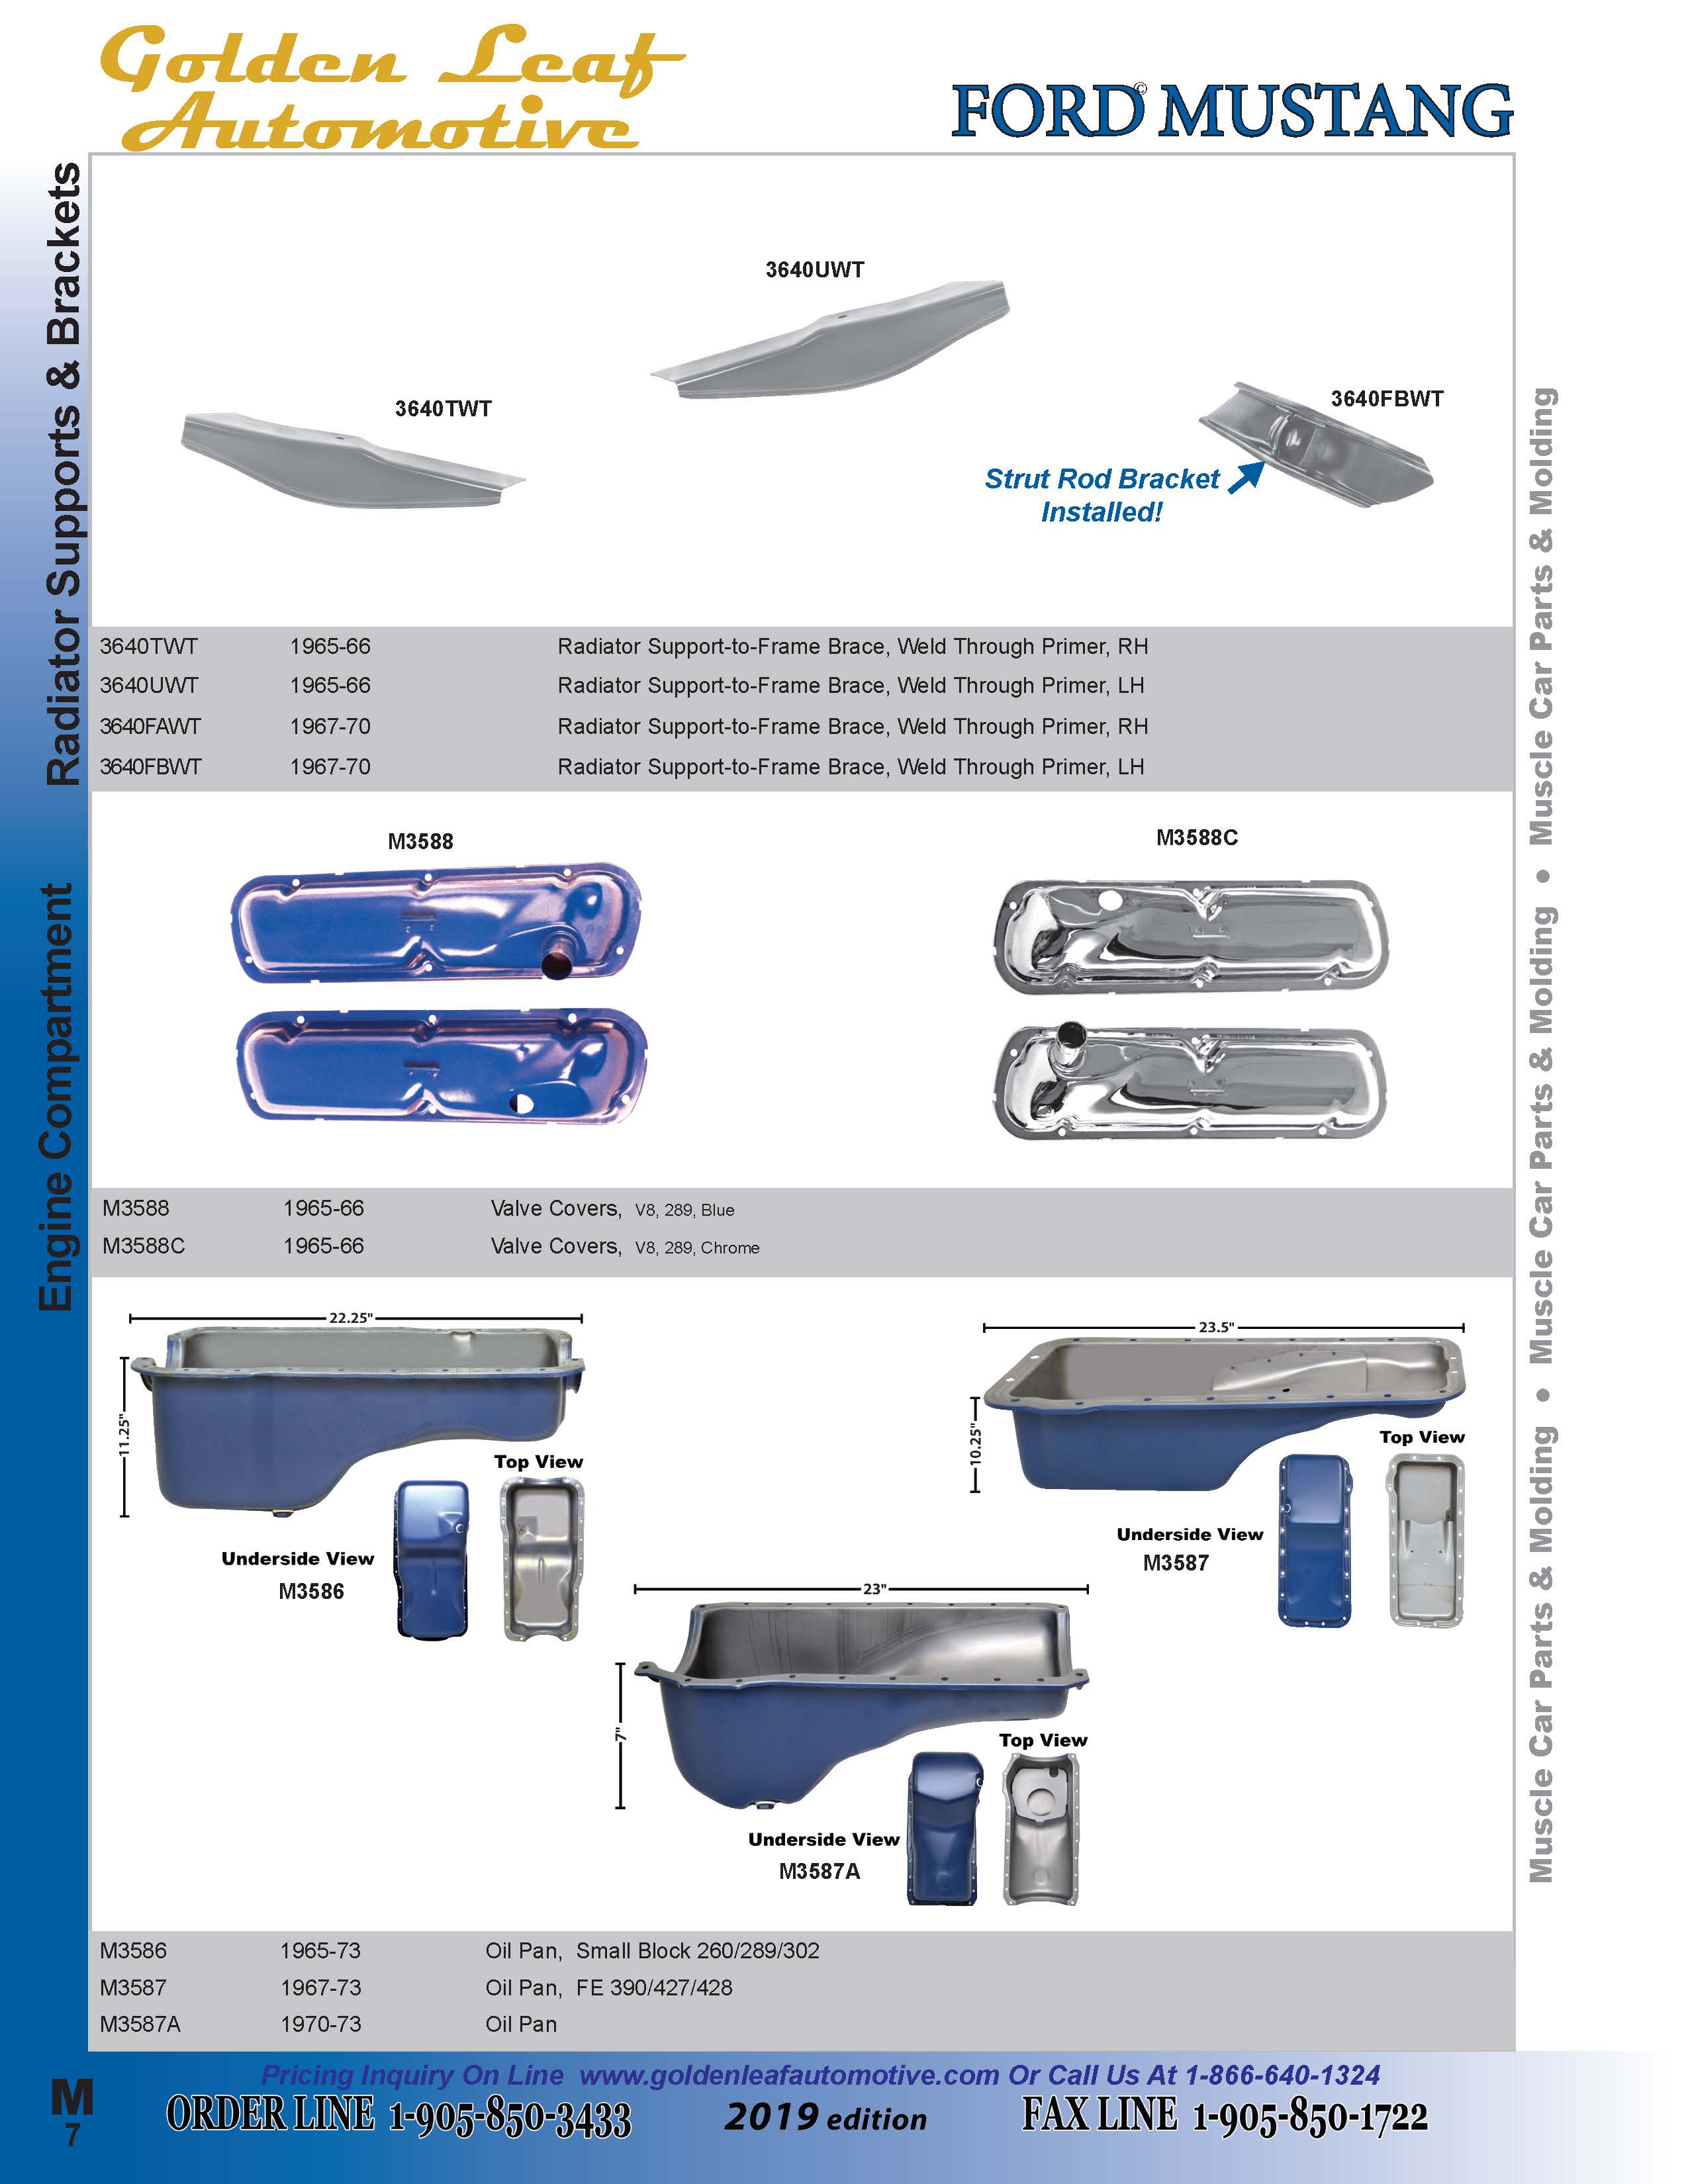 Golden Leaf
Automotive
FORD© MUSTANG
Radiator Supports & Brackets
Engine Compartment
3640UWT
3640TWT
3640FBWT
Strut Rod Bracket
Installed!
3640TWT 1965-66 Radiator Support-to-Frame Brace, Weld Through Primer, RH
3640UWT 1965-66 Radiator Support-to-Frame Brace, Weld Through Primer, LH
3640FAWT 1967-70 Radiator Support-to-Frame Brace, Weld Through Primer, RH
3640FBWT 1967-70 Radiator Support-to-Frame Brace, Weld Through Primer, LH
M3588
M3588C
M3588 1965-66 Valve Covers, V8, 289, Blue
M3588C 1965-66 Valve Covers, V8, 289, Chrome
22.25"
11.25"
Top View
Underside View
M3586
23.5"
10.25"
Top View
Underside View
M3587
23"
7"
Top View
Underside View
M3587A
M3586 1965-73 Oil Pan, Small Block 260/289/302
M3587 1967-73 Oil Pan, FE 390/427/428
M3587A 1970-73 Oil Pan
Muscle Car Parts & Molding • Muscle Car Parts & Molding • Muscle Car Parts & Molding
Pricing Inquiry On Line www.goldenleafautomotive.com Or Call Us At 1-866-640-1324
M
7
ORDER LINE 1-905-850-3433
2019 edition
FAX LINE 1-905-850-1722